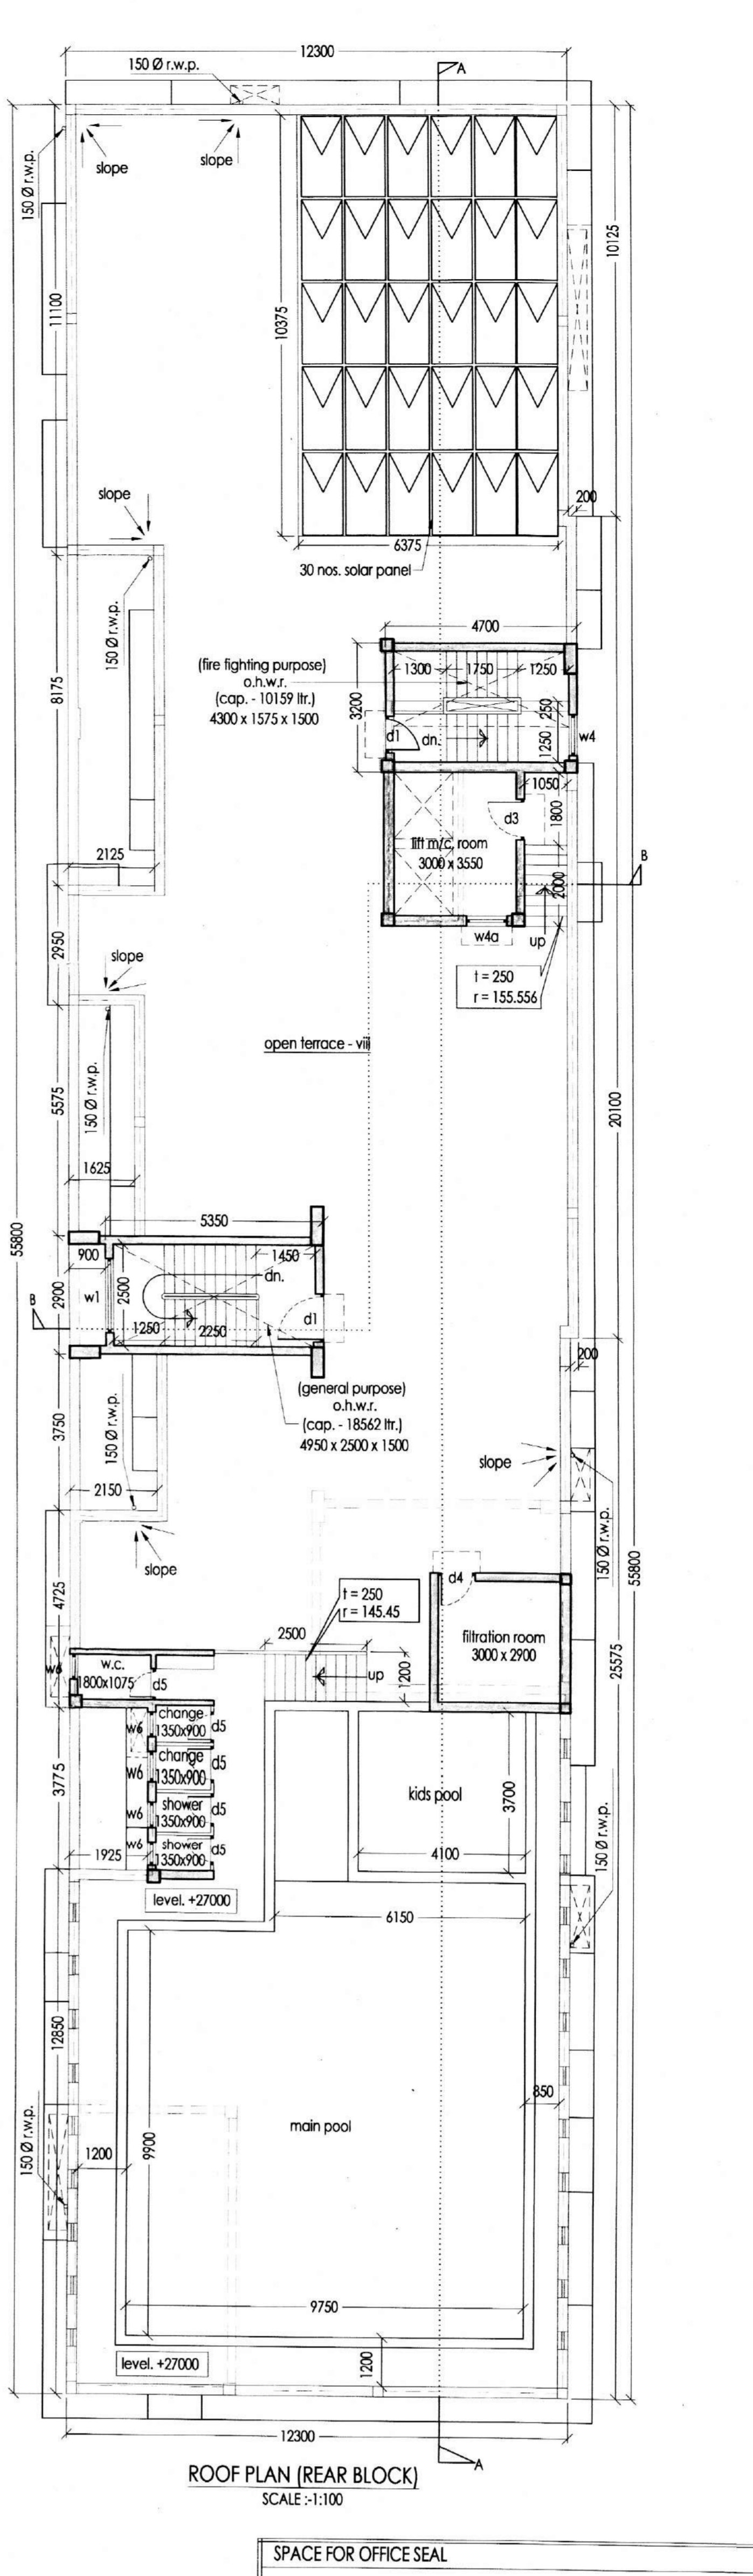 12300
150 Ø r.w.p.
A
slope
slope
150 Ø r.w.p.
11100
10375
10125
slope
200
6375
30 nos. solar panel
150 Ø r.w.p.
8175
4700
(fire fighting purpose)
o.h.w.r.
(cap. - 10159 ltr.)
4300 x 1575 x 1500
1300
1750
1250
3200
250
1250
d1
dn.
w4
1050
d3
1800
lift m/c. room
3000 x 3550
2125
2000
B
w4a
up
2950
slope
t = 250
r = 155.556
open terrace - viii
150 Ø r.w.p.
5575
20100
1625
55800
5350
900
1450
dn.
2900
w1
2500
B
1250
2250
d1
200
(general purpose)
o.h.w.r.
(cap. - 18562 ltr.)
4950 x 2500 x 1500
3750
150 Ø r.w.p.
slope
2150
150 Ø r.w.p.
slope
d4
55800
4725
t = 250
r = 145.45
2500
filtration room
3000 x 2900
25575
w6
w.c.
1800x1075
d5
up
1200
change
1350x900
w6
d5
change
1350x900
w6
d5
3775
kids pool
3700
shower
1350x900
w6
d5
shower
1350x900
w6
d5
1925
4100
150 Ø r.w.p.
level. +27000
6150
12850
850
main pool
150 Ø r.w.p.
1200
9900
9750
level. +27000
1200
12300
A
ROOF PLAN (REAR BLOCK)
SCALE :-1:100
SPACE FOR OFFICE SEAL